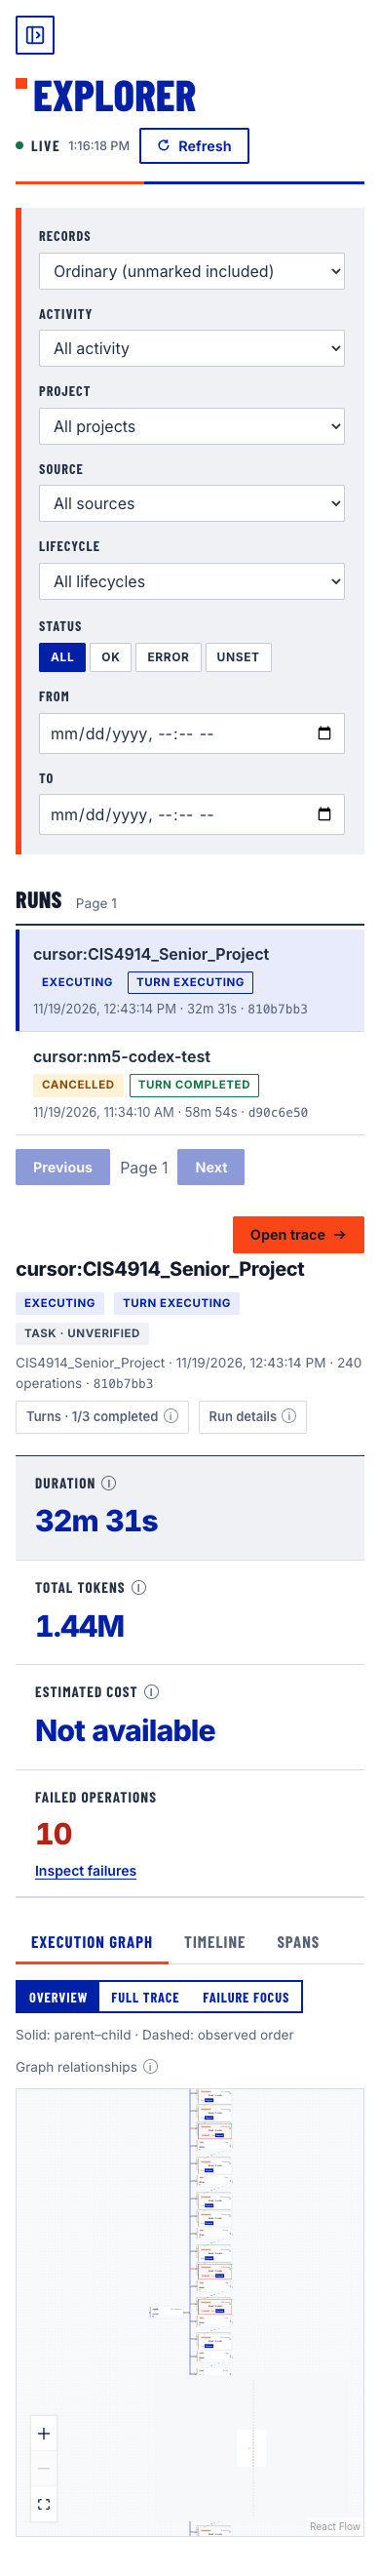 EXPLORER
LIVE 1:16:18 PM Refresh
RECORDS
Ordinary (unmarked included)
ACTIVITY
All activity
PROJECT
All projects
SOURCE
All sources
LIFECYCLE
All lifecycles
STATUS
ALL OK ERROR UNSET
FROM
mm/dd/yyyy, --:-- --
TO
mm/dd/yyyy, --:-- --
RUNS Page 1
cursor:CIS4914_Senior_Project
EXECUTING TURN EXECUTING
11/19/2026, 12:43:14 PM · 32m 31s · 810b7bb3
cursor:nm5-codex-test
CANCELLED TURN COMPLETED
11/19/2026, 11:34:10 AM · 58m 54s · d90c6e50
Previous Page 1 Next
Open trace →
cursor:CIS4914_Senior_Project
EXECUTING TURN EXECUTING
TASK · UNVERIFIED
CIS4914_Senior_Project · 11/19/2026, 12:43:14 PM · 240
operations · 810b7bb3
Turns · 1/3 completed ⓘ Run details ⓘ
DURATION ⓘ
32m 31s
TOTAL TOKENS ⓘ
1.44M
ESTIMATED COST ⓘ
Not available
FAILED OPERATIONS
10
Inspect failures
EXECUTION GRAPH TIMELINE SPANS
OVERVIEW FULL TRACE FAILURE FOCUS
Solid: parent–child · Dashed: observed order
Graph relationships ⓘ
React Flow